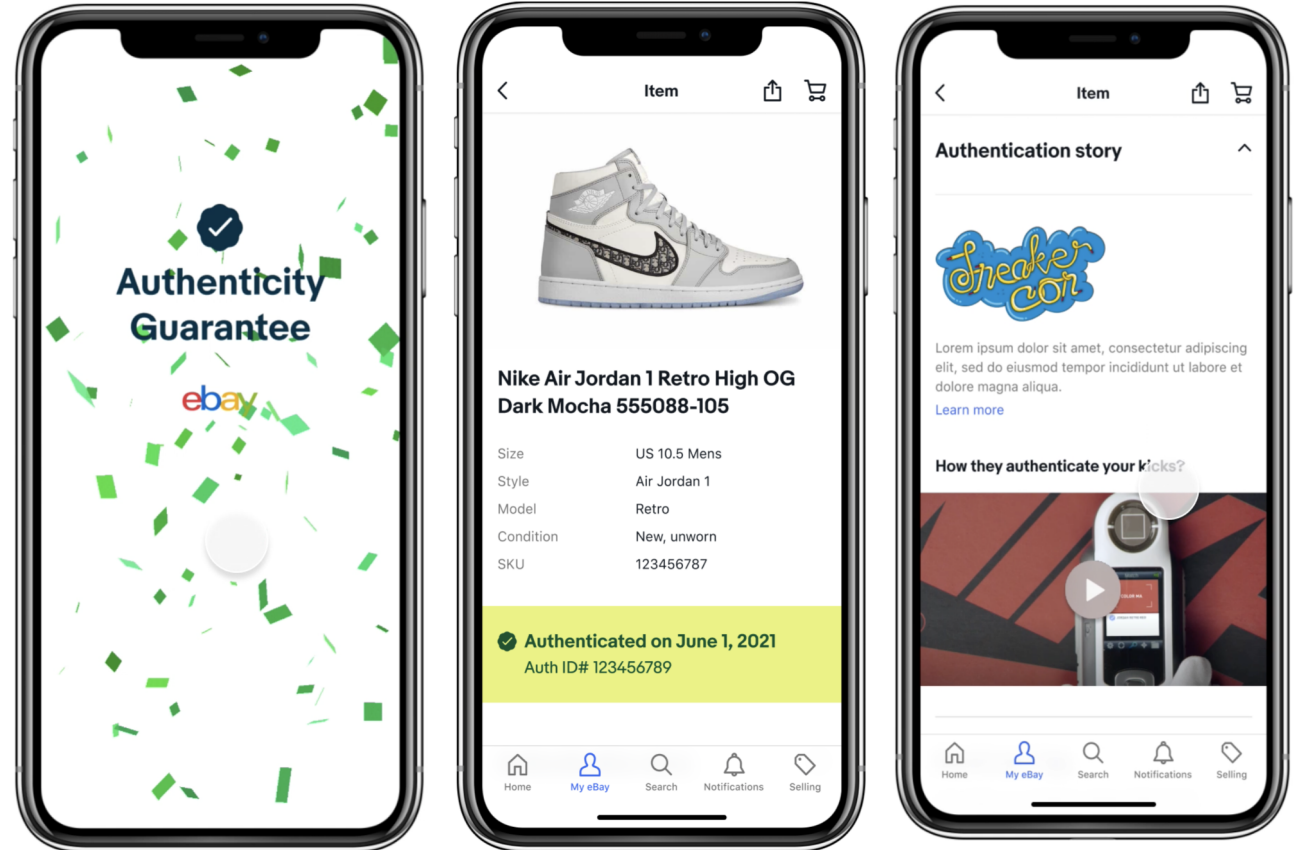 Authenticity
Guarantee
ebay
Item
Nike Air Jordan 1 Retro High OG
Dark Mocha 555088-105
Size US 10.5 Mens
Style Air Jordan 1
Model Retro
Condition New, unworn
SKU 123456787
Authenticated on June 1, 2021
Auth ID# 123456789
Home My eBay Search Notifications Selling
Item
Authentication story
Sneaker
Con
Lorem ipsum dolor sit amet, consectetur adipiscing
elit, sed do eiusmod tempor incididunt ut labore et
dolore magna aliqua.
Learn more
How they authenticate your kicks?
Home My eBay Search Notifications Selling